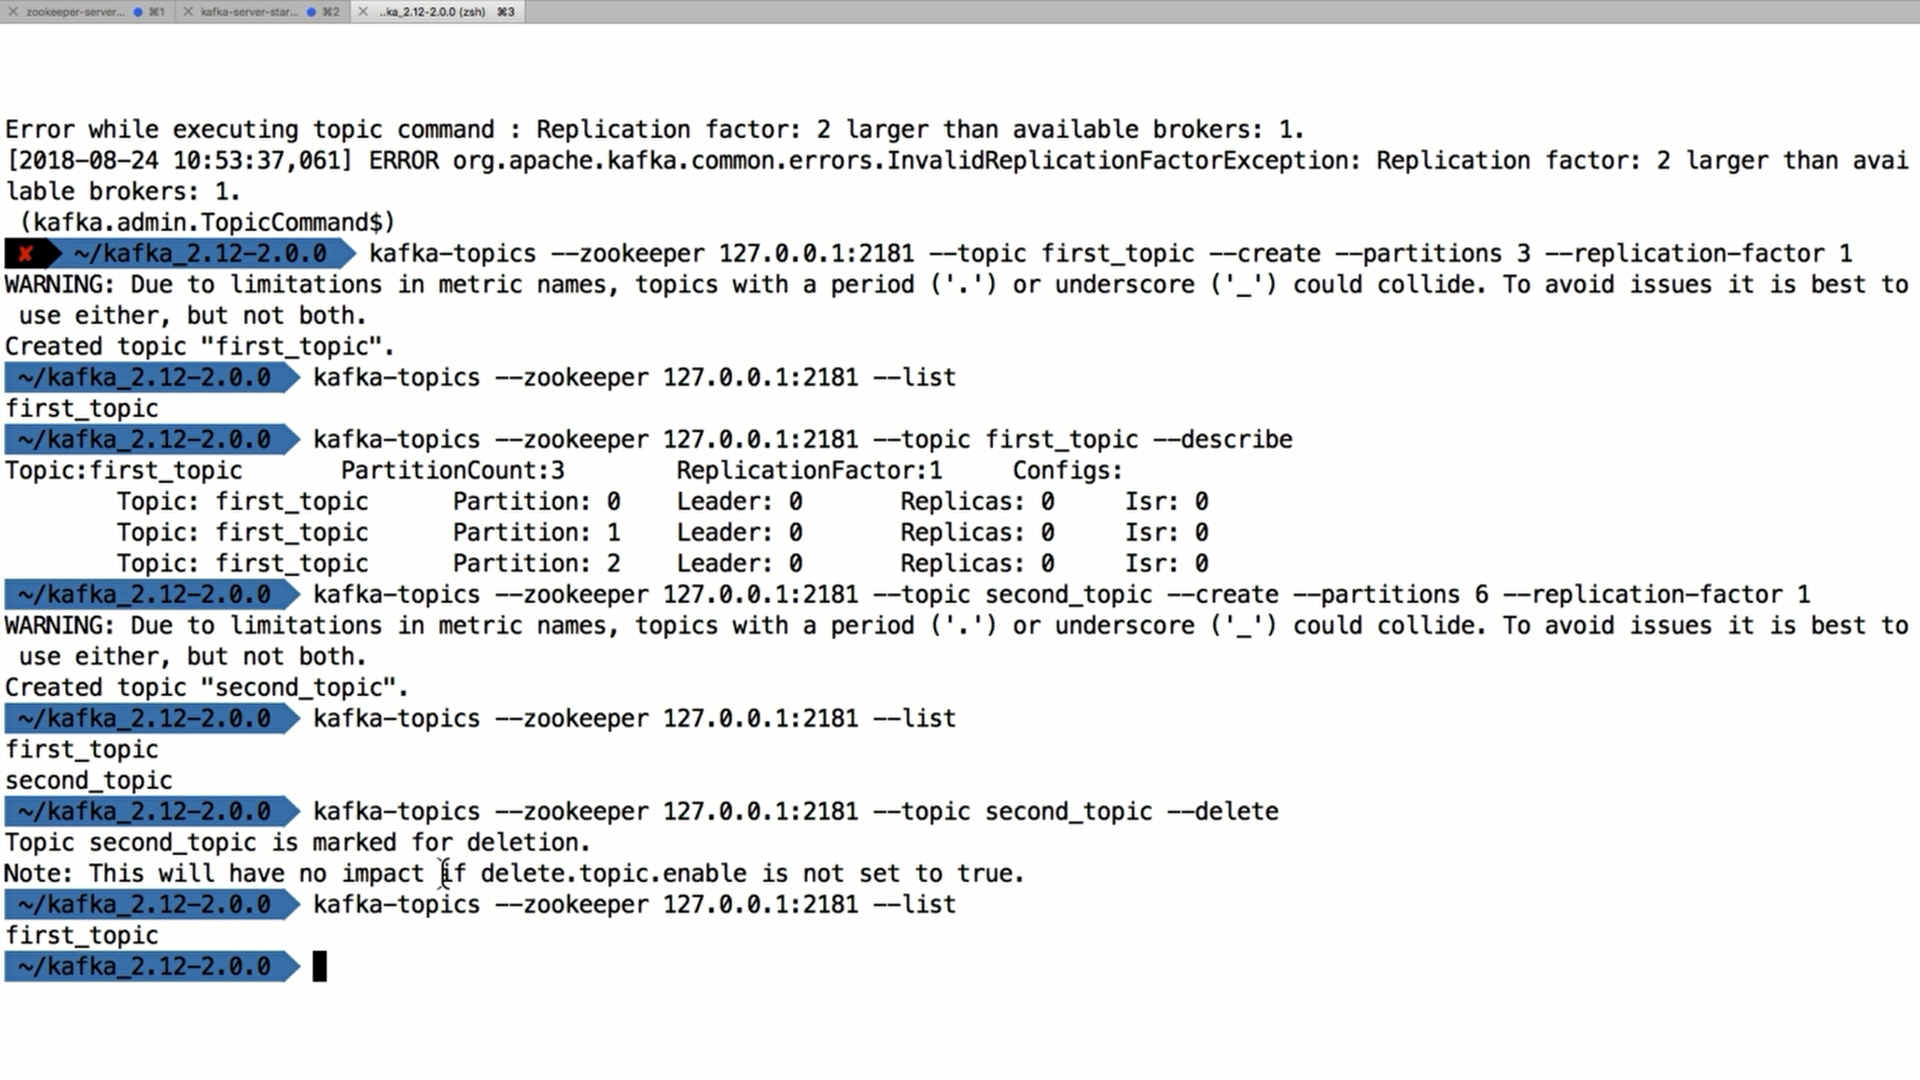 zookeeper-server... ⌘1 kafka-server-star... ⌘2 ..ka_2.12-2.0.0 (zsh) ⌘3
Error while executing topic command : Replication factor: 2 larger than available brokers: 1.
[2018-08-24 10:53:37,061] ERROR org.apache.kafka.common.errors.InvalidReplicationFactorException: Replication factor: 2 larger than avai
lable brokers: 1.
(kafka.admin.TopicCommand$)
✘ ~/kafka_2.12-2.0.0 kafka-topics --zookeeper 127.0.0.1:2181 --topic first_topic --create --partitions 3 --replication-factor 1
WARNING: Due to limitations in metric names, topics with a period ('.') or underscore ('_') could collide. To avoid issues it is best to
use either, but not both.
Created topic "first_topic".
~/kafka_2.12-2.0.0 kafka-topics --zookeeper 127.0.0.1:2181 --list
first_topic
~/kafka_2.12-2.0.0 kafka-topics --zookeeper 127.0.0.1:2181 --topic first_topic --describe
Topic:first_topic PartitionCount:3 ReplicationFactor:1 Configs:
Topic: first_topic Partition: 0 Leader: 0 Replicas: 0 Isr: 0
Topic: first_topic Partition: 1 Leader: 0 Replicas: 0 Isr: 0
Topic: first_topic Partition: 2 Leader: 0 Replicas: 0 Isr: 0
~/kafka_2.12-2.0.0 kafka-topics --zookeeper 127.0.0.1:2181 --topic second_topic --create --partitions 6 --replication-factor 1
WARNING: Due to limitations in metric names, topics with a period ('.') or underscore ('_') could collide. To avoid issues it is best to
use either, but not both.
Created topic "second_topic".
~/kafka_2.12-2.0.0 kafka-topics --zookeeper 127.0.0.1:2181 --list
first_topic
second_topic
~/kafka_2.12-2.0.0 kafka-topics --zookeeper 127.0.0.1:2181 --topic second_topic --delete
Topic second_topic is marked for deletion.
Note: This will have no impact if delete.topic.enable is not set to true.
~/kafka_2.12-2.0.0 kafka-topics --zookeeper 127.0.0.1:2181 --list
first_topic
~/kafka_2.12-2.0.0